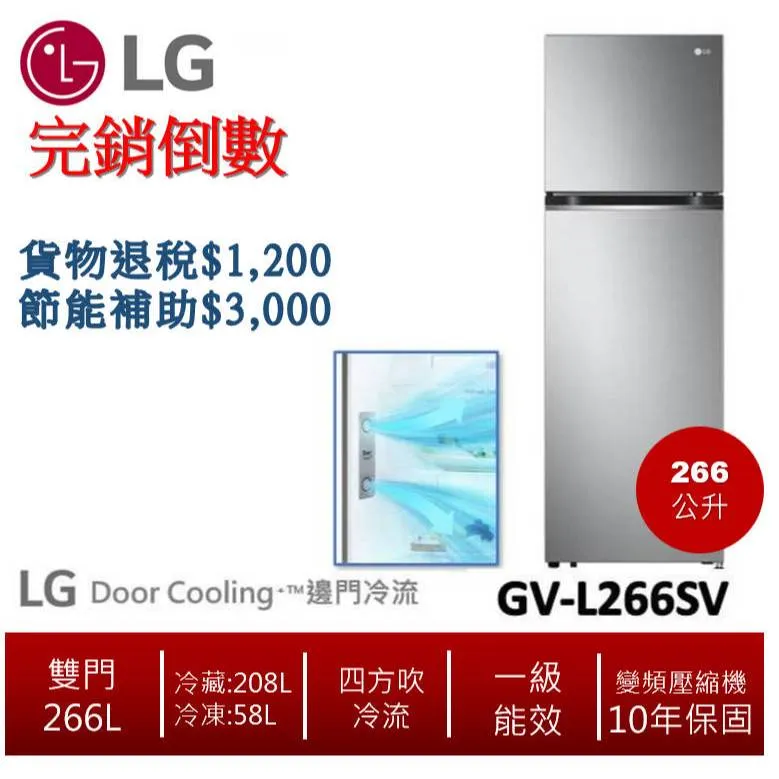 LG
LG
完銷倒數
貨物退稅$1,200
節能補助$3,000
266
公升
LG Door Cooling+™邊門冷流
GV-L266SV
雙門
266L
冷藏:208L
冷凍:58L
四方吹
冷流
一級
能效
變頻壓縮機
10年保固